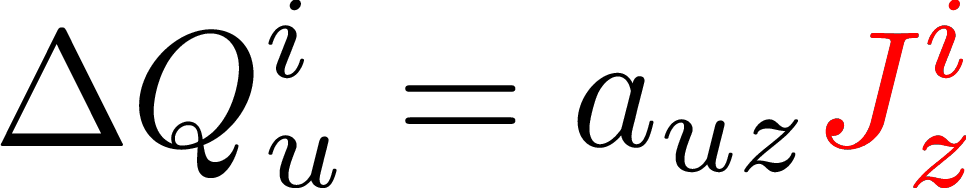 ΔQ^i_u = a_{uz} J^i_z